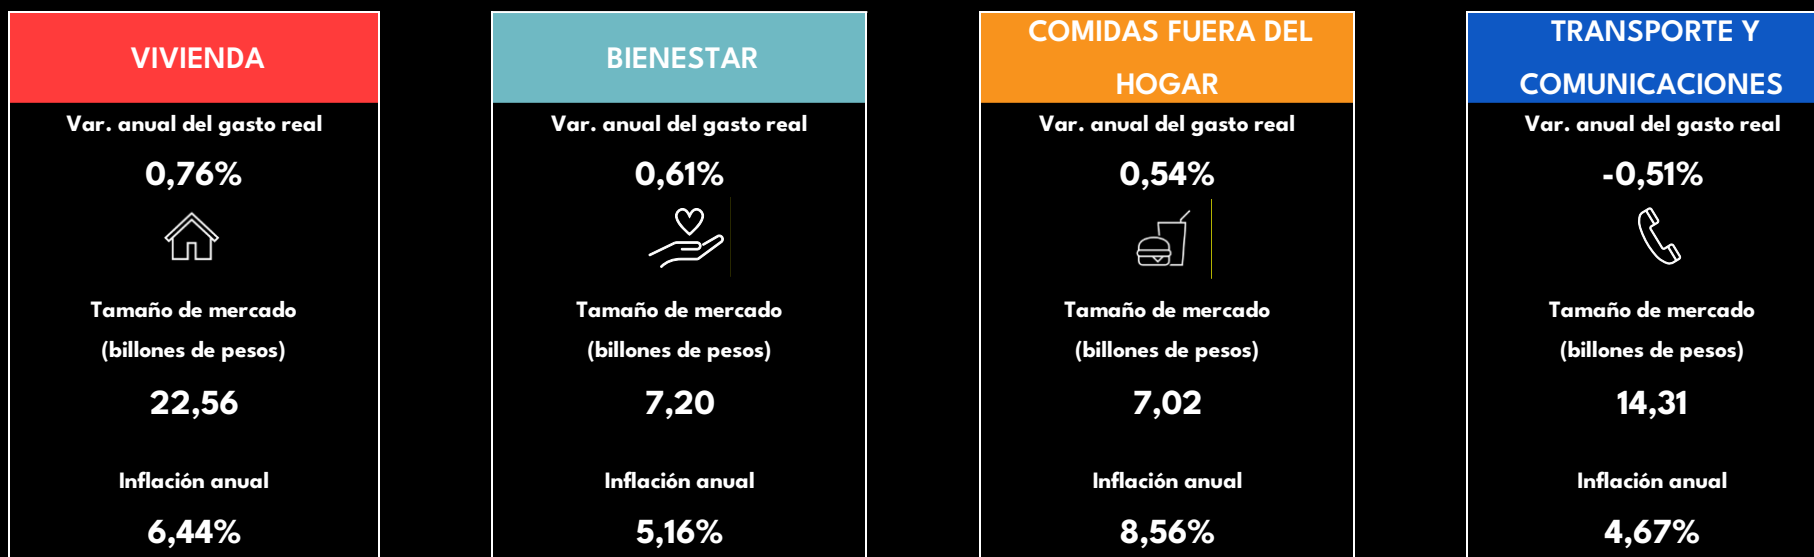 VIVIENDA
Var. anual del gasto real
0,76%
Tamaño de mercado
(billones de pesos)
22,56
Inflación anual
6,44%
BIENESTAR
Var. anual del gasto real
0,61%
Tamaño de mercado
(billones de pesos)
7,20
Inflación anual
5,16%
COMIDAS FUERA DEL
HOGAR
Var. anual del gasto real
0,54%
Tamaño de mercado
(billones de pesos)
7,02
Inflación anual
8,56%
TRANSPORTE Y
COMUNICACIONES
Var. anual del gasto real
-0,51%
Tamaño de mercado
(billones de pesos)
14,31
Inflación anual
4,67%